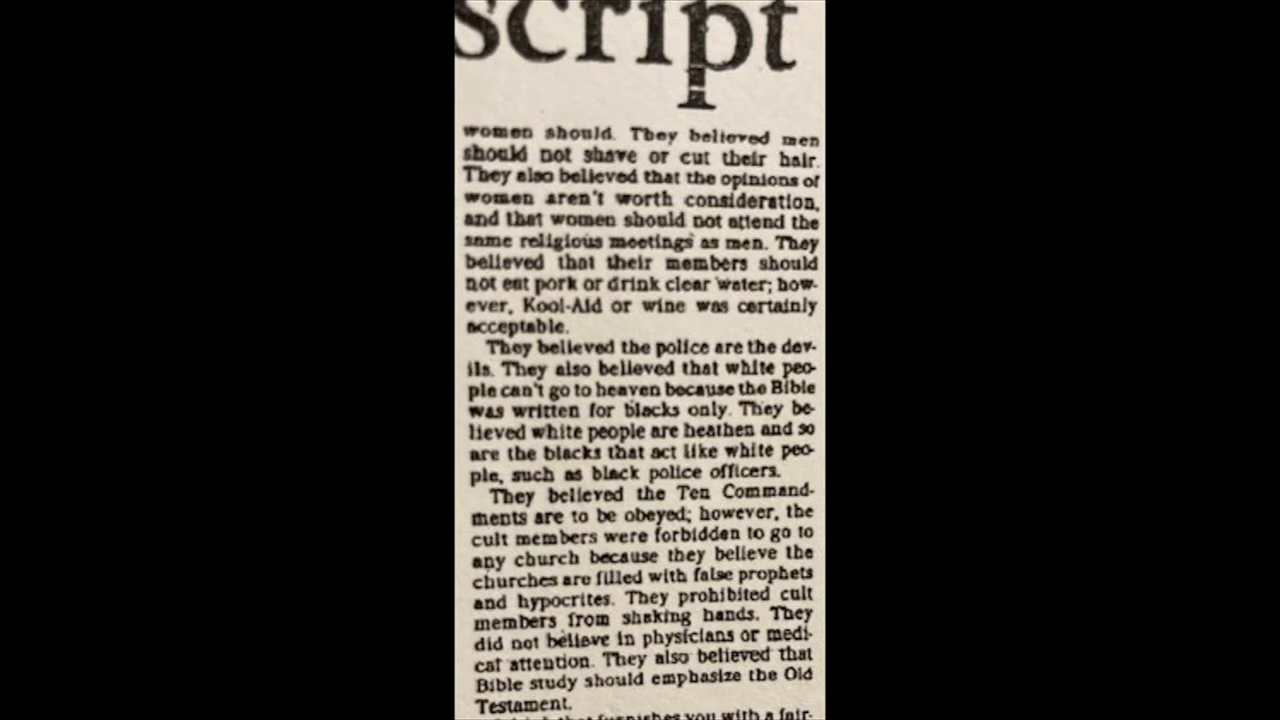 script
women should. They believed men
should not shave or cut their hair.
They also believed that the opinions of
women aren't worth consideration,
and that women should not attend the
same religious meetings as men. They
believed that their members should
not eat pork or drink clear water; how-
ever, Kool-Aid or wine was certainly
acceptable.
They believed the police are the dev-
ils. They also believed that white peo-
ple can't go to heaven because the Bible
was written for blacks only. They be-
lieved white people are heathen and so
are the blacks that act like white peo-
ple, such as black police officers.
They believed the Ten Command-
ments are to be obeyed; however, the
cult members were forbidden to go to
any church because they believe the
churches are filled with false prophets
and hypocrites. They prohibited cult
members from shaking hands. They
did not believe in physicians or medi-
cal attention. They also believed that
Bible study should emphasize the Old
Testament.
that furnishes you with a fair-